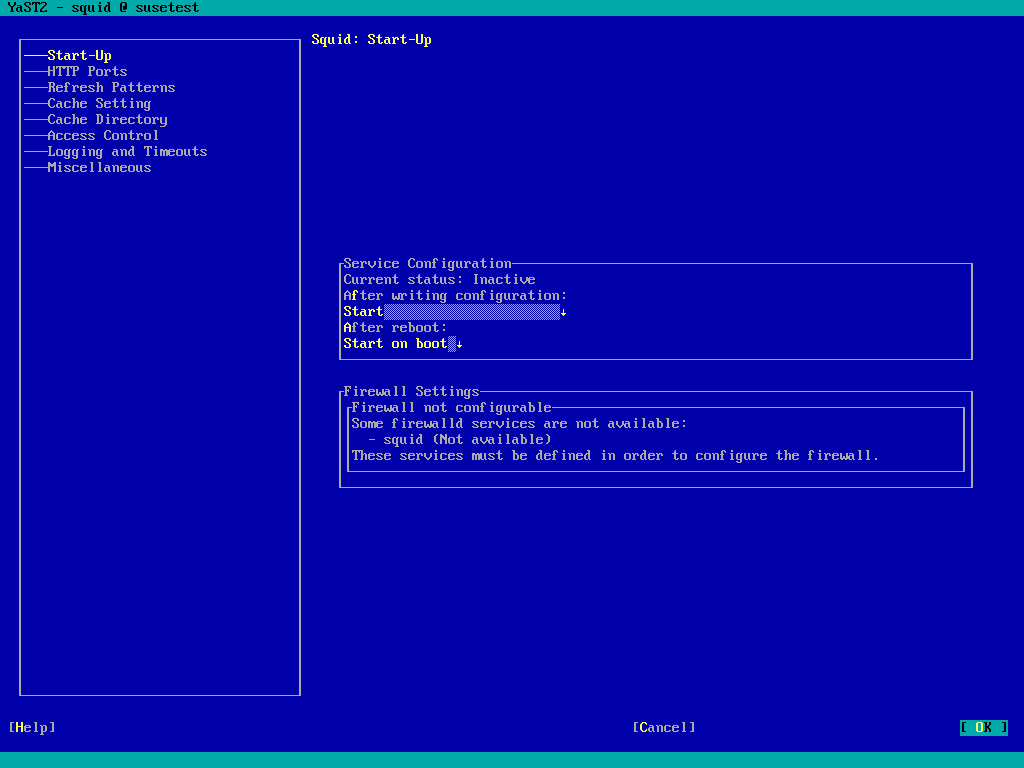 YaST2 - squid @ susetest
Start-Up
HTTP Ports
Refresh Patterns
Cache Setting
Cache Directory
Access Control
Logging and Timeouts
Miscellaneous
Squid: Start-Up
Service Configuration
Current status: Inactive
After writing configuration:
Start
After reboot:
Start on boot
Firewall Settings
Firewall not configurable
Some firewalld services are not available:
- squid (Not available)
These services must be defined in order to configure the firewall.
[Help] [Cancel] [ OK ]